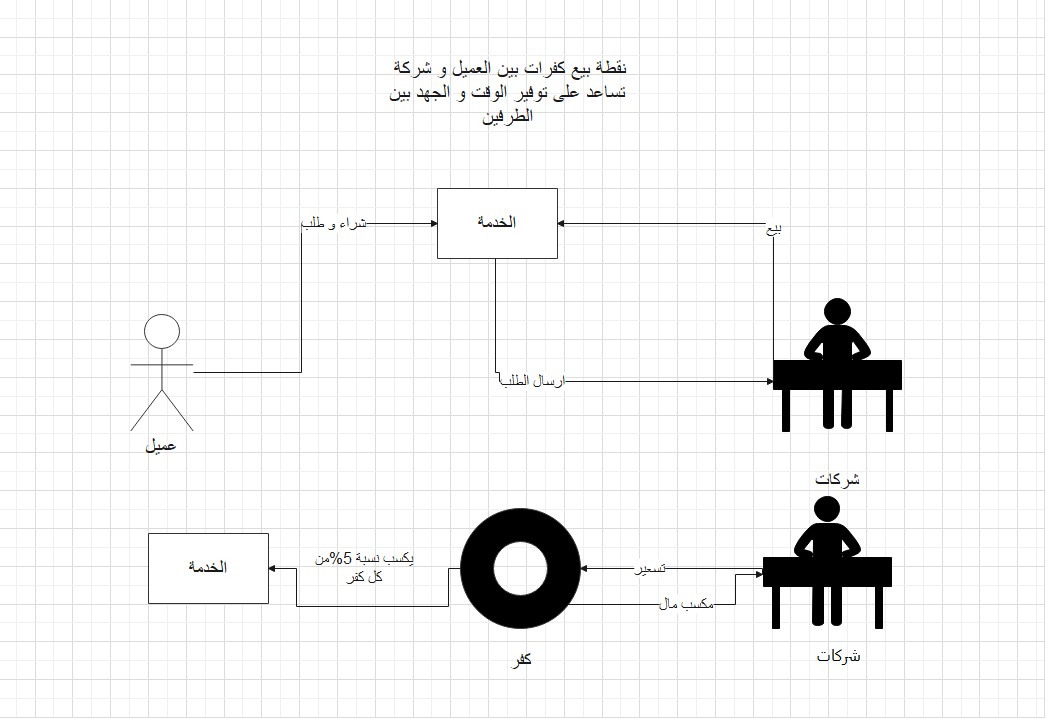 نقطة بيع كفرات بين العميل و شركة
تساعد على توفير الوقت و الجهد بين
الطرفين
الخدمة
شراء و طلب
بيع
ارسال الطلب
عميل
شركات
الخدمة
يكسب نسبة 5%من
كل كفر
تسعير
مكسب مال
كفر
شركات